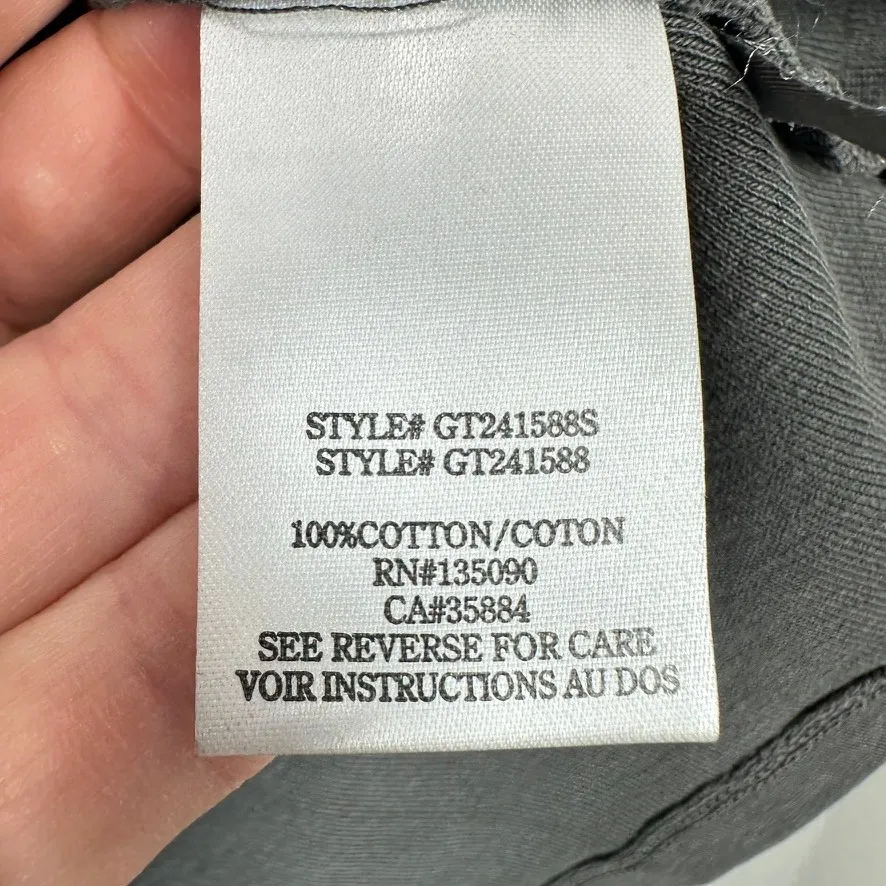 STYLE# GT241588S
STYLE# GT241588
100%COTTON/COTON
RN#135090
CA#35884
SEE REVERSE FOR CARE
VOIR INSTRUCTIONS AU DOS